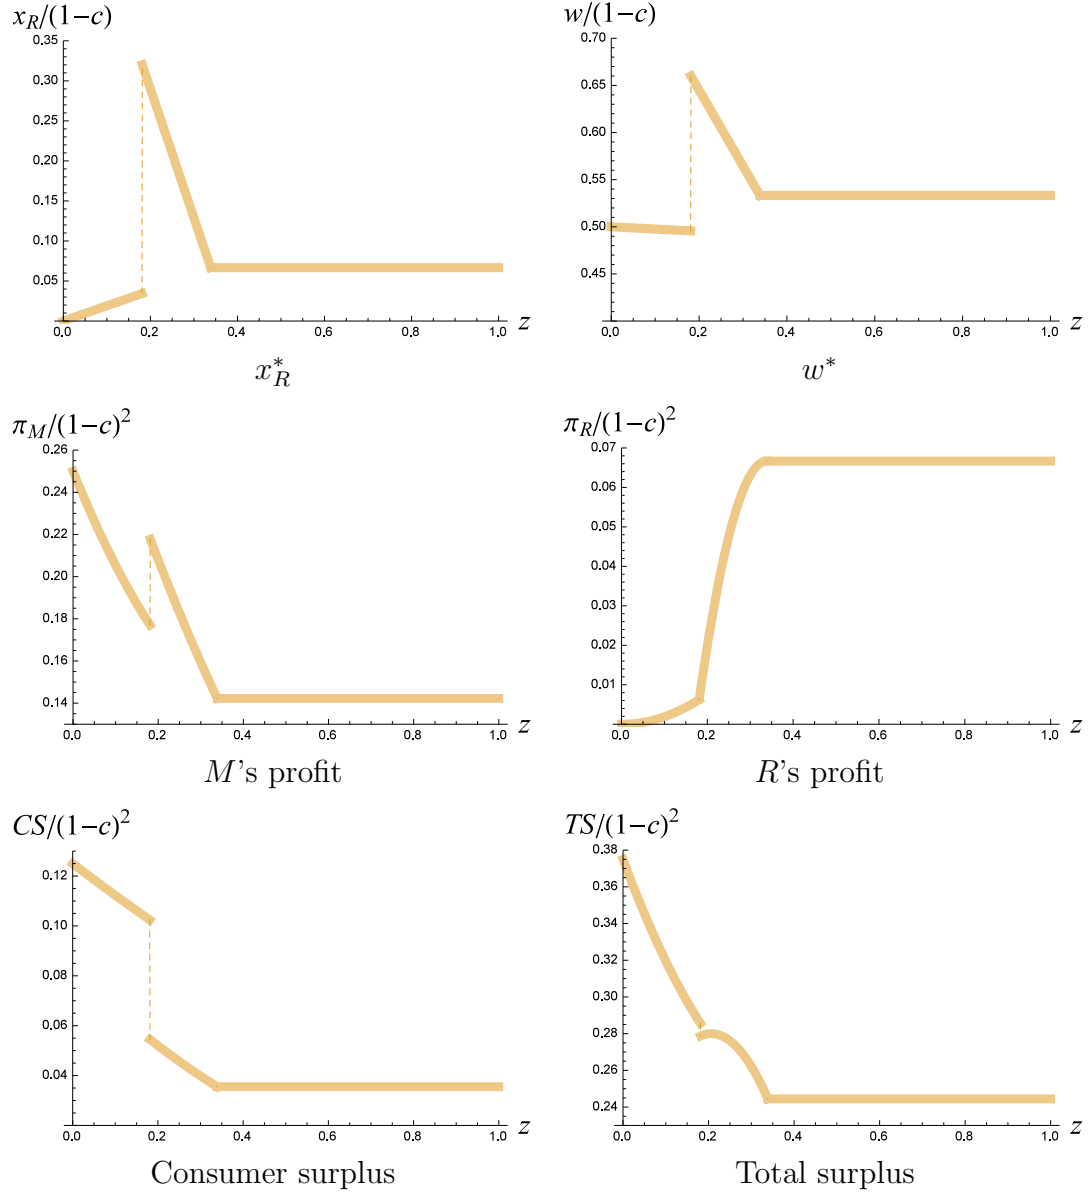 x_R/(1−c)
0.35
0.30
0.25
0.20
0.15
0.10
0.05
0.0 0.2 0.4 0.6 0.8 1.0 z
x*_R
w/(1−c)
0.70
0.65
0.60
0.55
0.50
0.45
0.0 0.2 0.4 0.6 0.8 1.0 z
w*
π_M/(1−c)²
0.26
0.24
0.22
0.20
0.18
0.16
0.14
0.0 0.2 0.4 0.6 0.8 1.0 z
M's profit
π_R/(1−c)²
0.07
0.06
0.05
0.04
0.03
0.02
0.01
0.0 0.2 0.4 0.6 0.8 1.0 z
R's profit
CS/(1−c)²
0.12
0.10
0.08
0.06
0.04
0.0 0.2 0.4 0.6 0.8 1.0 z
Consumer surplus
TS/(1−c)²
0.38
0.36
0.34
0.32
0.30
0.28
0.26
0.24
0.0 0.2 0.4 0.6 0.8 1.0 z
Total surplus